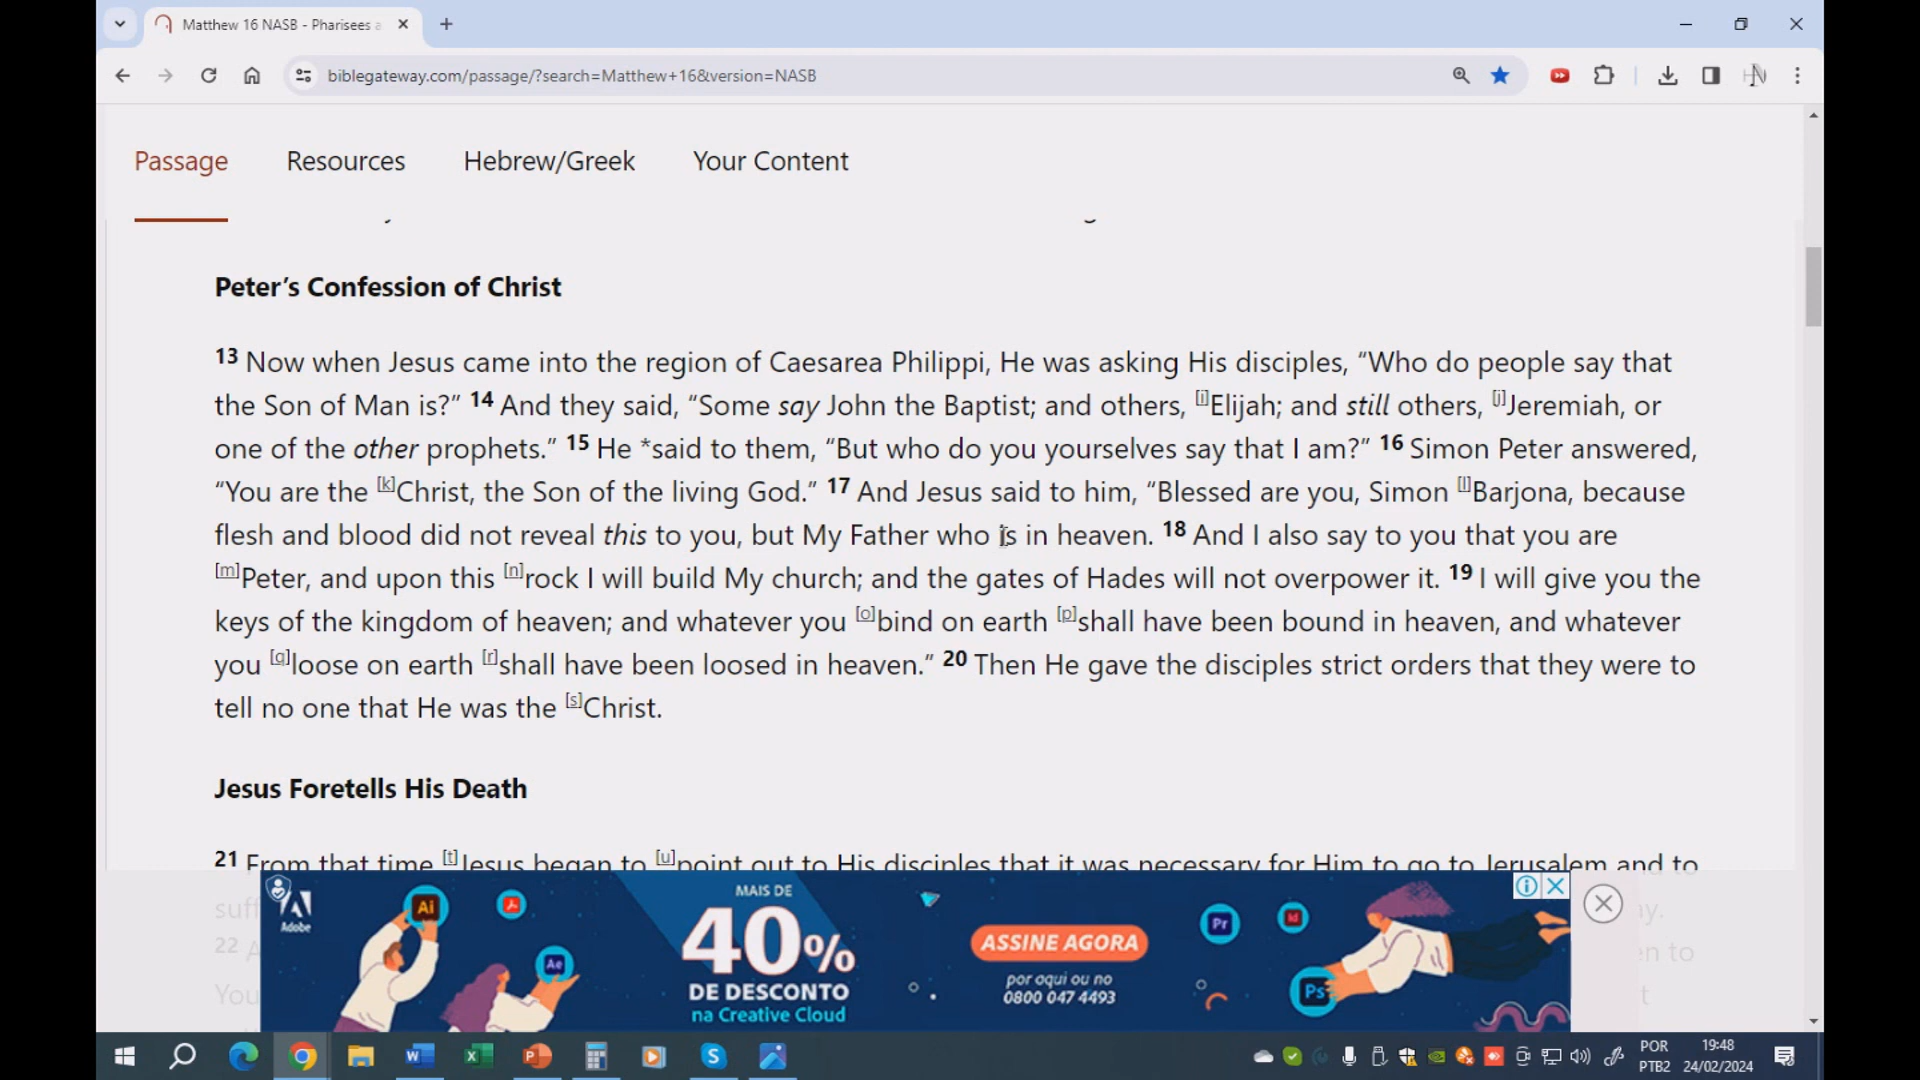 Matthew 16 NASB - Pharisees a
biblegateway.com/passage/?search=Matthew+16&version=NASB
Passage Resources Hebrew/Greek Your Content
Peter’s Confession of Christ
13 Now when Jesus came into the region of Caesarea Philippi, He was asking His disciples, “Who do people say that
the Son of Man is?” 14 And they said, “Some say John the Baptist; and others, [i]Elijah; and still others, [j]Jeremiah, or
one of the other prophets.” 15 He *said to them, “But who do you yourselves say that I am?” 16 Simon Peter answered,
“You are the [k]Christ, the Son of the living God.” 17 And Jesus said to him, “Blessed are you, Simon [l]Barjona, because
flesh and blood did not reveal this to you, but My Father who is in heaven. 18 And I also say to you that you are
[m]Peter, and upon this [n]rock I will build My church; and the gates of Hades will not overpower it. 19 I will give you the
keys of the kingdom of heaven; and whatever you [o]bind on earth [p]shall have been bound in heaven, and whatever
you [q]loose on earth [r]shall have been loosed in heaven.” 20 Then He gave the disciples strict orders that they were to
tell no one that He was the [s]Christ.
Jesus Foretells His Death
21 From that time [t]Jesus began to [u]point out to His disciples that it was necessary for Him to go to Jerusalem and to
suff
22 A
en to
You
Adobe
Ai
Ae
MAIS DE
40%
DE DESCONTO
na Creative Cloud
ASSINE AGORA
por aqui ou no
0800 047 4493
Pr
Id
Ps
POR
PTB2
19:48
24/02/2024